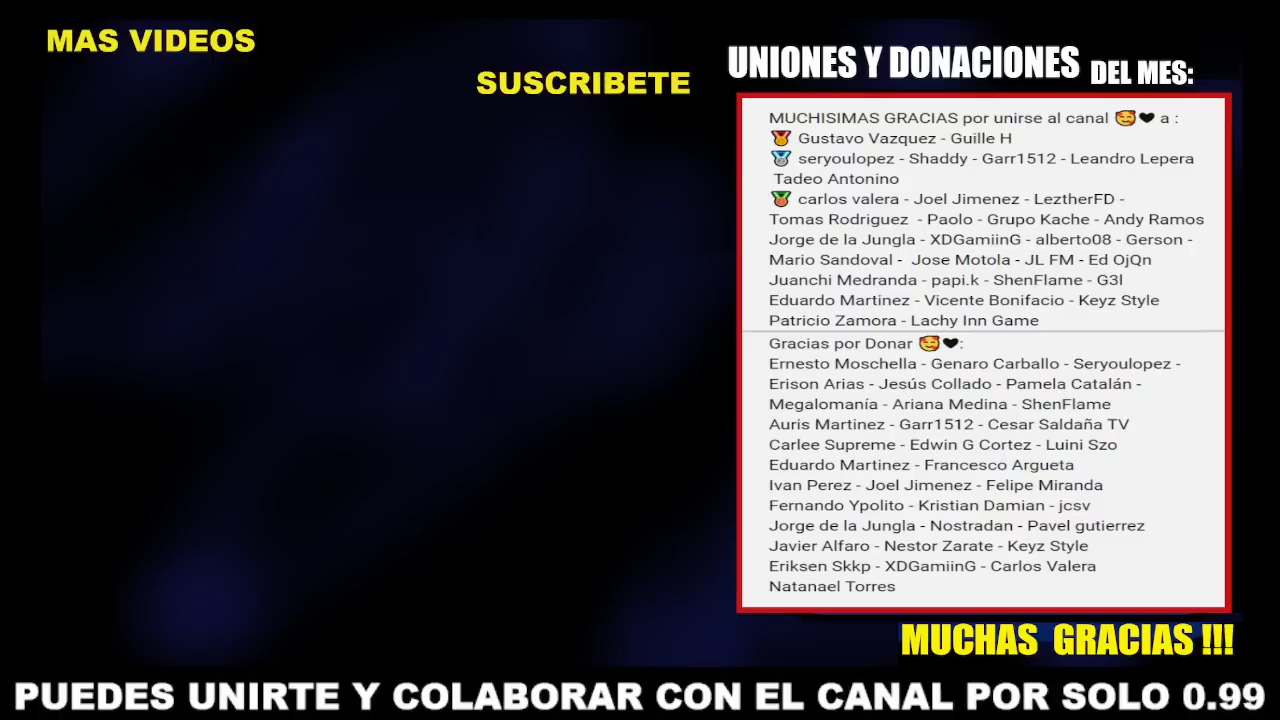 MAS VIDEOS
SUSCRIBETE
UNIONES Y DONACIONES DEL MES:
MUCHISIMAS GRACIAS por unirse al canal 🥰🖤 a :
🥇 Gustavo Vazquez - Guille H
🥈 seryoulopez - Shaddy - Garr1512 - Leandro Lepera
Tadeo Antonino
🥉 carlos valera - Joel Jimenez - LeztherFD -
Tomas Rodriguez - Paolo - Grupo Kache - Andy Ramos
Jorge de la Jungla - XDGamiinG - alberto08 - Gerson -
Mario Sandoval - Jose Motola - JL FM - Ed OjQn
Juanchi Medranda - papi.k - ShenFlame - G3l
Eduardo Martinez - Vicente Bonifacio - Keyz Style
Patricio Zamora - Lachy Inn Game
Gracias por Donar 🥰🖤:
Ernesto Moschella - Genaro Carballo - Seryoulopez -
Erison Arias - Jesús Collado - Pamela Catalán -
Megalomanía - Ariana Medina - ShenFlame
Auris Martinez - Garr1512 - Cesar Saldaña TV
Carlee Supreme - Edwin G Cortez - Luini Szo
Eduardo Martinez - Francesco Argueta
Ivan Perez - Joel Jimenez - Felipe Miranda
Fernando Ypolito - Kristian Damian - jcsv
Jorge de la Jungla - Nostradan - Pavel gutierrez
Javier Alfaro - Nestor Zarate - Keyz Style
Eriksen Skkp - XDGamiinG - Carlos Valera
Natanael Torres
MUCHAS GRACIAS !!!
PUEDES UNIRTE Y COLABORAR CON EL CANAL POR SOLO 0.99